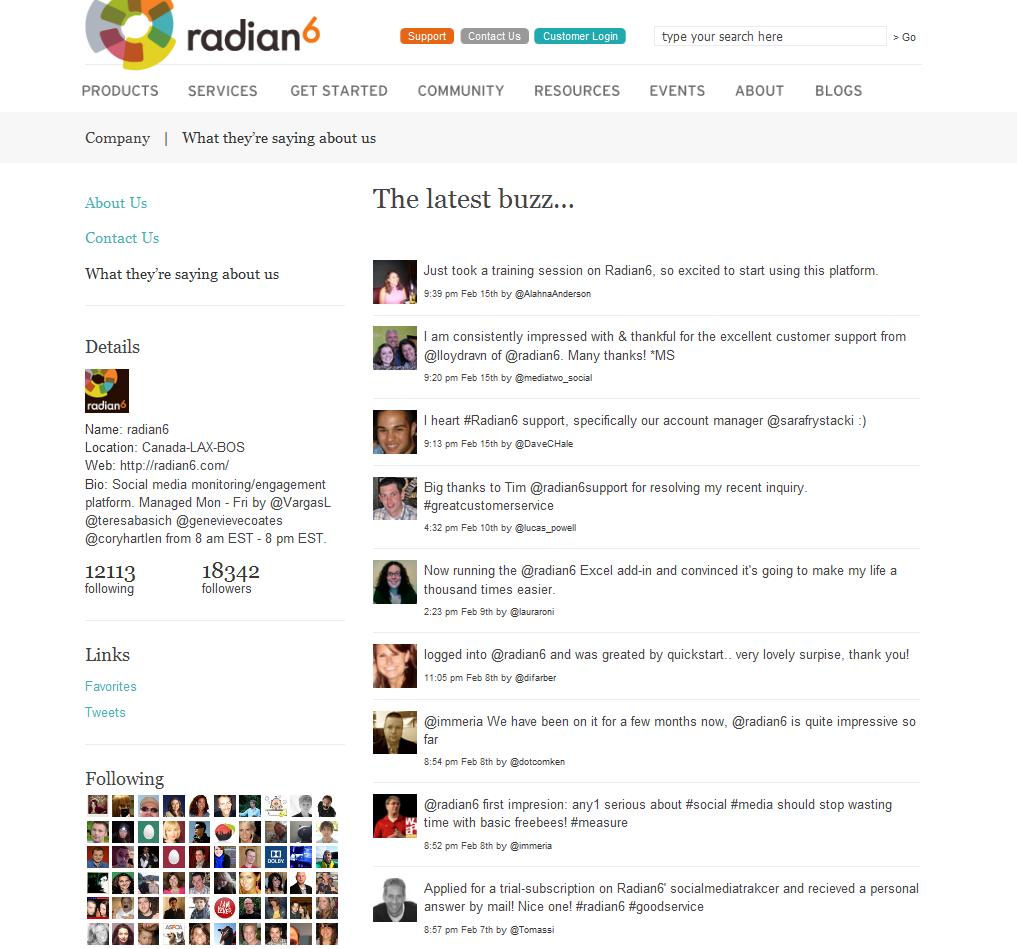 radian6
Support
Contact Us
Customer Login
type your search here
> Go
PRODUCTS
SERVICES
GET STARTED
COMMUNITY
RESOURCES
EVENTS
ABOUT
BLOGS
Company | What they're saying about us
About Us
Contact Us
What they're saying about us
Details
radian6
Name: radian6
Location: Canada-LAX-BOS
Web: http://radian6.com/
Bio: Social media monitoring/engagement
platform. Managed Mon - Fri by @VargasL
@teresabasich @genevievecoates
@coryhartlen from 8 am EST - 8 pm EST.
12113
following
18342
followers
Links
Favorites
Tweets
Following
DOLBY
The latest buzz...
Just took a training session on Radian6, so excited to start using this platform.
9:39 pm Feb 15th by @AlahnaAnderson
I am consistently impressed with & thankful for the excellent customer support from
@lloydravn of @radian6. Many thanks! *MS
9:20 pm Feb 15th by @mediatwo_social
I heart #Radian6 support, specifically our account manager @sarafrystacki :)
9:13 pm Feb 15th by @DaveCHale
Big thanks to Tim @radian6support for resolving my recent inquiry.
#greatcustomerservice
4:32 pm Feb 10th by @lucas_powell
Now running the @radian6 Excel add-in and convinced it's going to make my life a
thousand times easier.
2:23 pm Feb 9th by @lauraroni
logged into @radian6 and was greated by quickstart.. very lovely surpise, thank you!
11:05 pm Feb 8th by @difarber
@immeria We have been on it for a few months now, @radian6 is quite impressive so
far
8:54 pm Feb 8th by @dotcomken
@radian6 first impresion: any1 serious about #social #media should stop wasting
time with basic freebees! #measure
8:52 pm Feb 8th by @immeria
Applied for a trial-subscription on Radian6' socialmediatrakcer and recieved a personal
answer by mail! Nice one! #radian6 #goodservice
8:57 pm Feb 7th by @Tomassi